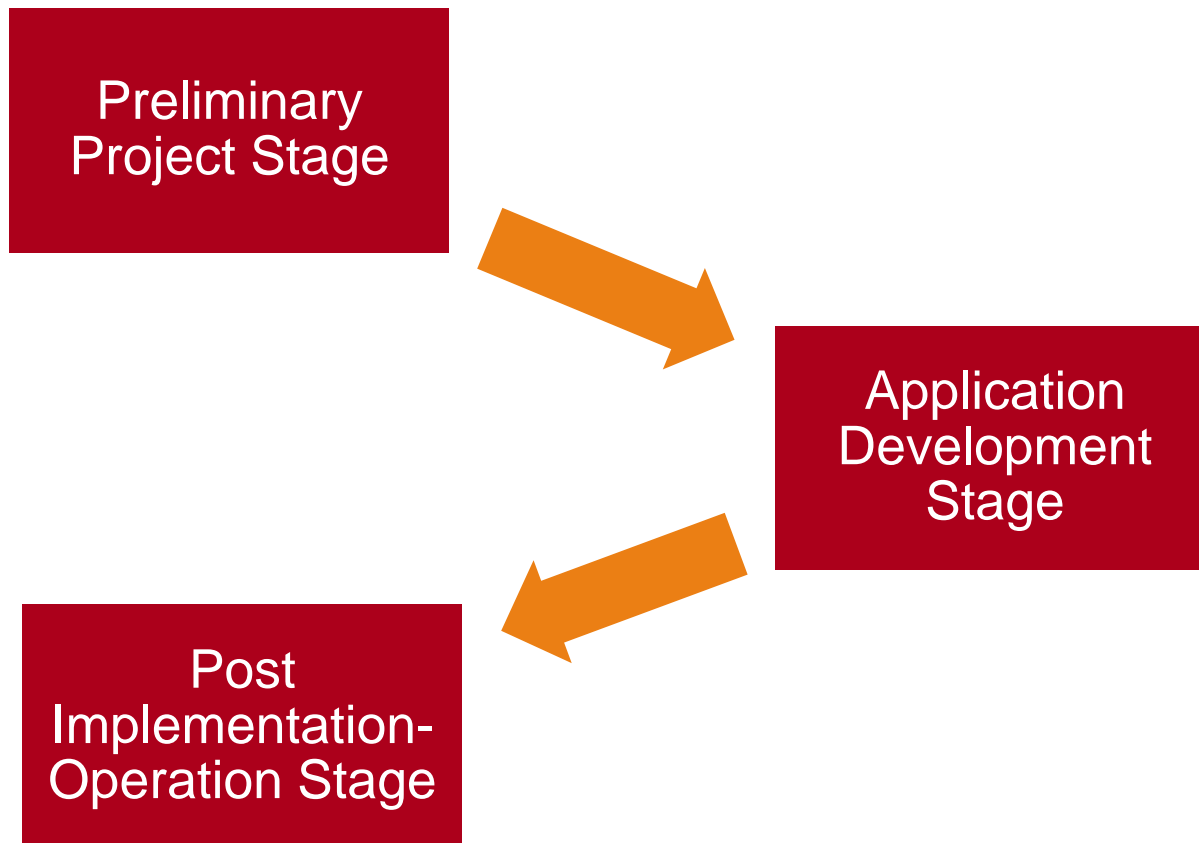 Preliminary
Project Stage
Application
Development
Stage
Post
Implementation-
Operation Stage